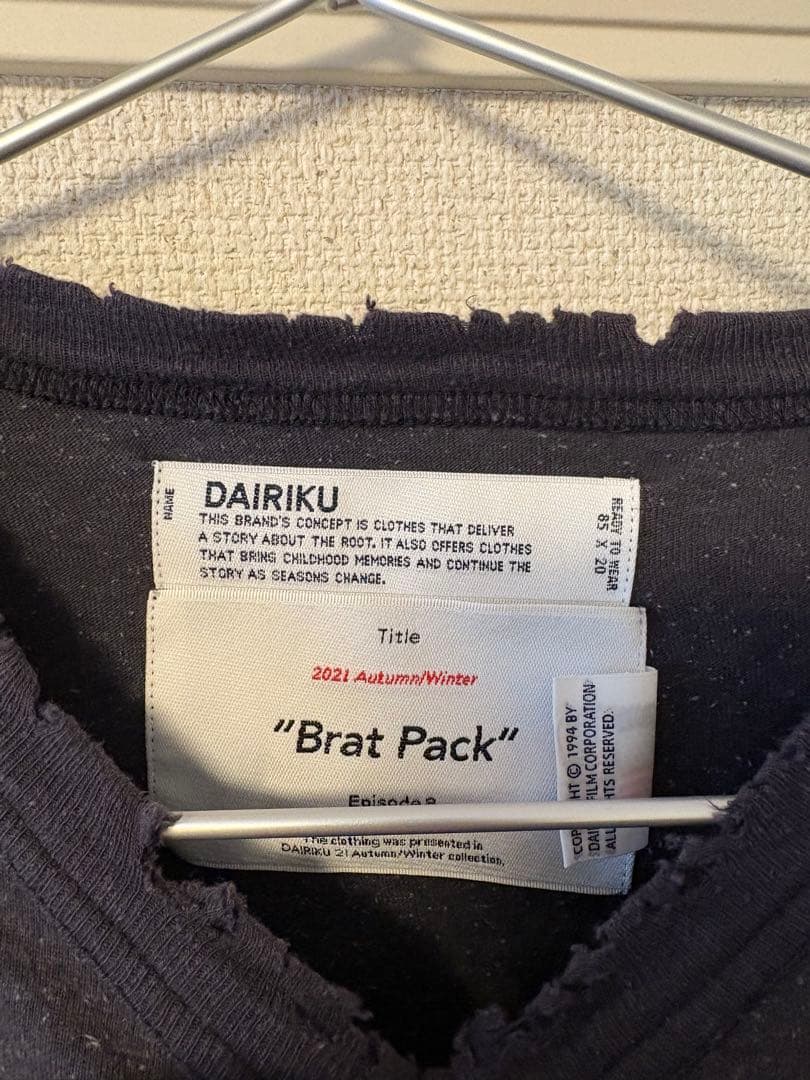 NAME
DAIRIKU
THIS BRAND'S CONCEPT IS CLOTHES THAT DELIVER
A STORY ABOUT THE ROOT. IT ALSO OFFERS CLOTHES
THAT BRING CHILDHOOD MEMORIES AND CONTINUE THE
STORY AS SEASONS CHANGE.
READY TO WEAR
85 X 20
Title
2021 Autumn/Winter
"Brat Pack"
Episode
The clothing was presented in
DAIRIKU 21 Autumn/Winter collection.
© 1994 BY
FILM CORPORATION
RESERVED.